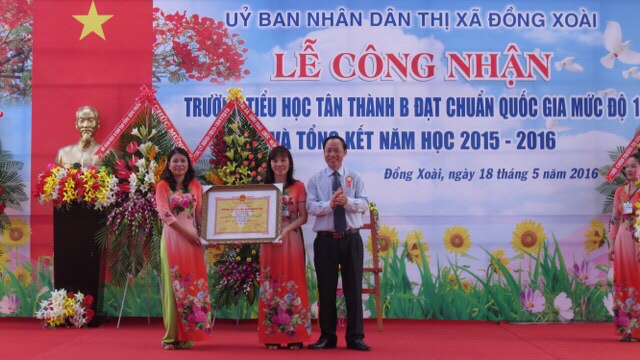 ỦY BAN NHÂN DÂN THỊ XÃ ĐỒNG XOÀI
LỄ CÔNG NHẬN
TRƯỜNG TIỂU HỌC TÂN THÀNH B ĐẠT CHUẨN QUỐC GIA MỨC ĐỘ 1
VÀ TỔNG KẾT NĂM HỌC 2015 - 2016
Đồng Xoài, ngày 18 tháng 5 năm 2016